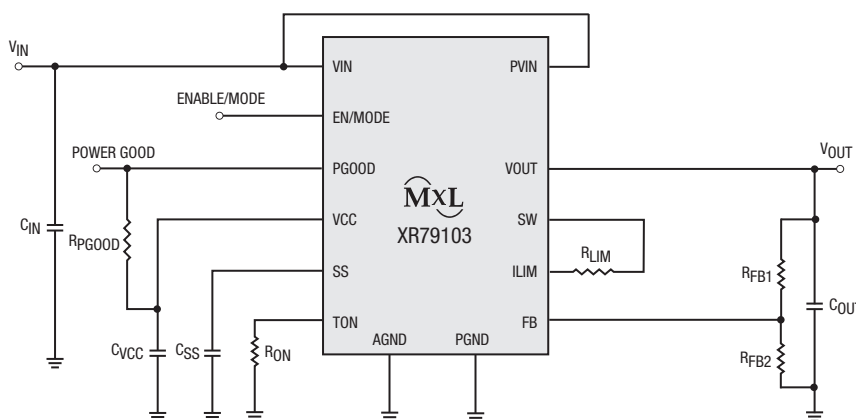 VIN
VIN
PVIN
ENABLE/MODE
EN/MODE
POWER GOOD
PGOOD
VOUT
VOUT
MxL
XR79103
CIN
RPGOOD
VCC
SW
RLIM
SS
ILIM
RFB1
COUT
TON
FB
CVCC
CSS
RON
AGND
PGND
RFB2